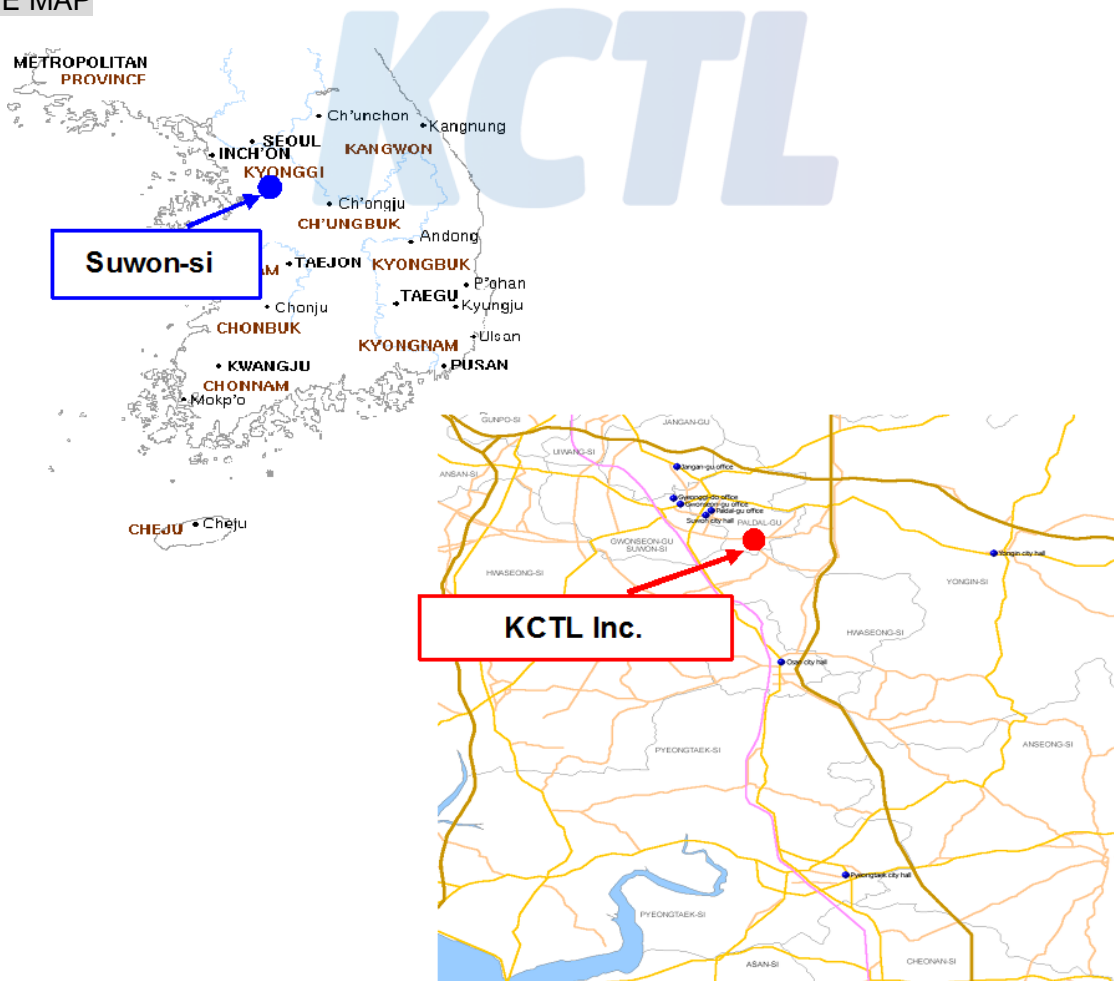 E MAP
KCTL
METROPOLITAN
PROVINCE
Ch'unchon
Kangnung
SEOUL
INCH'ON
KANGWON
KYONGGI
Ch'ongju
CH'UNGBUK
Andong
Suwon-si
AM
TAEJON
KYONGBUK
P'ohan
TAEGU
Kyungju
Chonju
CHONBUK
Ulsan
KYONGNAM
KWANGJU
PUSAN
CHONNAM
Mokp'o
CHEJU
Cheju
GUNPO-SI
JANGAN-GU
UIWANG-SI
Jangan-gu office
ANSAN-SI
Gyeonggi-do office
Gwonseon-gu office
Paldal-gu office
Suwon city hall
PALDAL-GU
GWONSEON-GU
SUWON-SI
Yongin city hall
HWASEONG-SI
YONGIN-SI
KCTL Inc.
HWASEONG-SI
Osan city hall
PYEONGTAEK-SI
ANSEONG-SI
Pyeongtaek city hall
PYEONGTAEK-SI
ASAN-SI
CHEONAN-SI